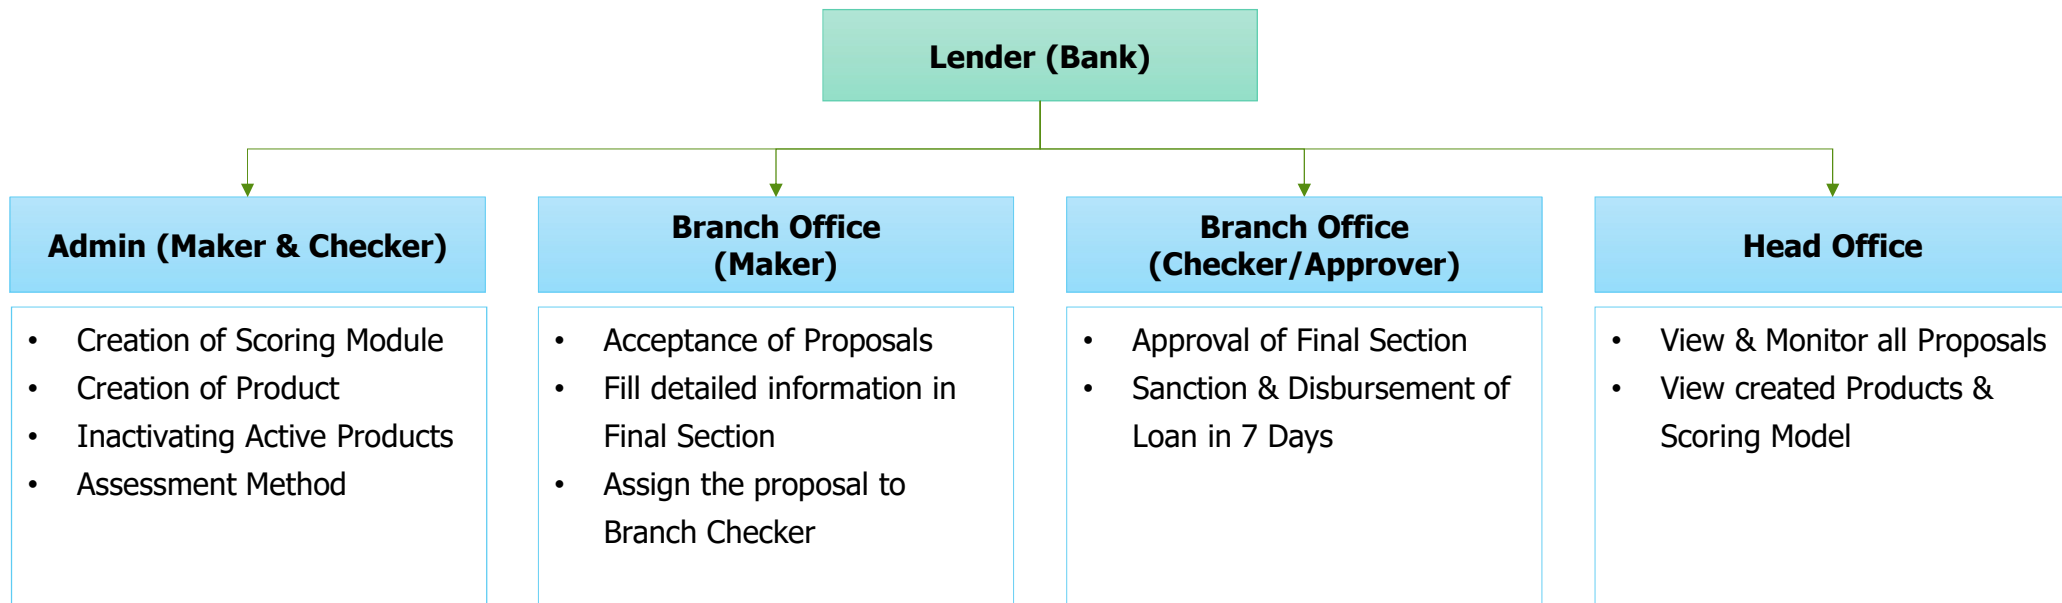 Lender (Bank)
Admin (Maker & Checker)
• Creation of Scoring Module
• Creation of Product
• Inactivating Active Products
• Assessment Method
Branch Office
(Maker)
• Acceptance of Proposals
• Fill detailed information in
Final Section
• Assign the proposal to
Branch Checker
Branch Office
(Checker/Approver)
• Approval of Final Section
• Sanction & Disbursement of
Loan in 7 Days
Head Office
• View & Monitor all Proposals
• View created Products &
Scoring Model